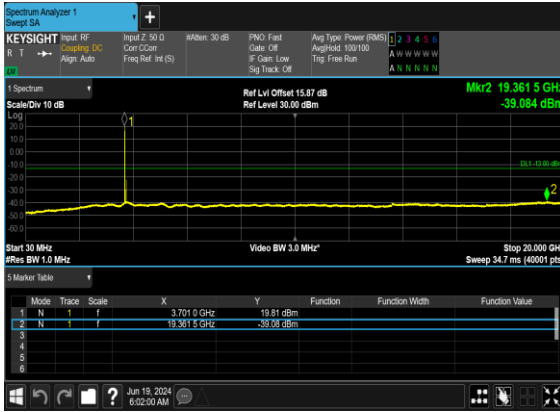 Spectrum Analyzer 1
Swept SA
+
KEYSIGHT Input: RF Input Z: 50 Ω #Atten: 30 dB PNO: Fast Avg Type: Power (RMS) 1 2 3 4 5 6
R T Coupling: DC Corr CCorr Gate: Off Avg|Hold: 100/100 A W W W W W
Align: Auto Freq Ref: Int (S) IF Gain: Low Trig: Free Run
Sig Track: Off A N N N N N
1 Spectrum Ref Lvl Offset 15.87 dB Mkr2 19.361 5 GHz
Scale/Div 10 dB Ref Level 30.00 dBm -39.084 dBm
Log
1
20.0
10.0
0.00
-10.0
DL1 -13.00 dBm
-20.0
-30.0
2
-40.0
-50.0
-60.0
Start 30 MHz Video BW 3.0 MHz* Stop 20.000 GH
#Res BW 1.0 MHz Sweep 34.7 ms (40001 pts
5 Marker Table
Mode Trace Scale X Y Function Function Width Function Value
1 N 1 f 3.701 0 GHz 19.81 dBm
2 N 1 f 19.361 5 GHz -39.08 dBm
3
4
5
6
? Jun 19, 2024
6:02:00 AM